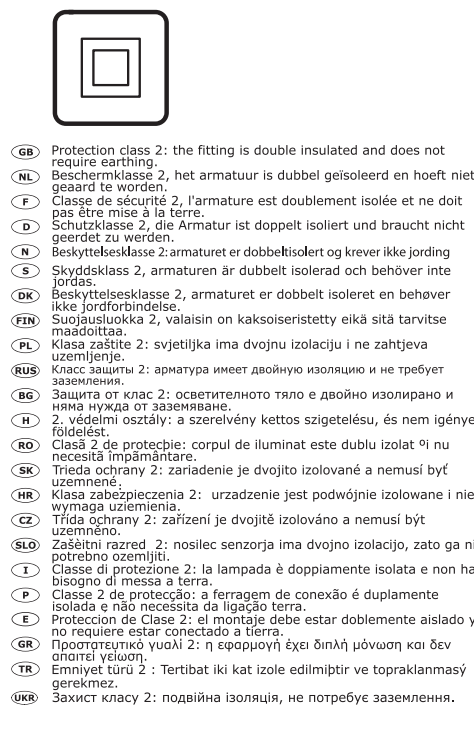 GB Protection class 2: the fitting is double insulated and does not
require earthing.
NL Beschermklasse 2, het armatuur is dubbel geïsoleerd en hoeft niet
geaard te worden.
F Classe de sécurité 2, l'armature est doublement isolée et ne doit
pas être mise à la terre.
D Schutzklasse 2, die Armatur ist doppelt isoliert und braucht nicht
geerdet zu werden.
N Beskyttelsesklasse 2: armaturet er dobbeltisolert og krever ikke jording
S Skyddsklass 2, armaturen är dubbelt isolerad och behöver inte
jordas.
DK Beskyttelsesklasse 2, armaturet er dobbelt isoleret en behøver
ikke jordforbindelse.
FIN Suojausluokka 2, valaisin on kaksoiseristetty eikä sitä tarvitse
maadoittaa.
PL Klasa zaštite 2: svjetiljka ima dvojnu izolaciju i ne zahtjeva
uzemljenje.
RUS Класс защиты 2: арматура имеет двойную изоляцию и не требует
заземления.
BG Защита от клас 2: осветителното тяло е двойно изолирано и
няма нужда от заземяване.
H 2. védelmi osztály: a szerelvény kettos szigetelésu, és nem igényel
földelést.
RO Clasã 2 de protecþie: corpul de iluminat este dublu izolat ºi nu
necesitã împãmântare.
SK Trieda ochrany 2: zariadenie je dvojito izolované a nemusí byť
uzemnené.
HR Klasa zabezpieczenia 2: urzadzenie jest podwójnie izolowane i nie
wymaga uziemienia.
CZ Třída ochrany 2: zařízení je dvojitě izolováno a nemusí být
uzemněno.
SLO Zašèitni razred 2: nosilec senzorja ima dvojno izolacijo, zato ga ni
potrebno ozemljiti.
I Classe di protezione 2: la lampada è doppiamente isolata e non ha
bisogno di messa a terra.
P Classe 2 de protecção: a ferragem de conexão é duplamente
isolada e não necessita da ligação terra.
E Proteccion de Clase 2: el montaje debe estar doblemente aislado y
no requiere estar conectado a tierra.
GR Προστατευτικό γυαλί 2: η εφαρμογή έχει διπλή μόνωση και δεν
απαιτεί γείωση.
TR Emniyet türü 2 : Tertibat iki kat izole edilmiþtir ve topraklanmasý
gerekmez.
UKR Захист класу 2: подвійна ізоляція, не потребує заземлення.